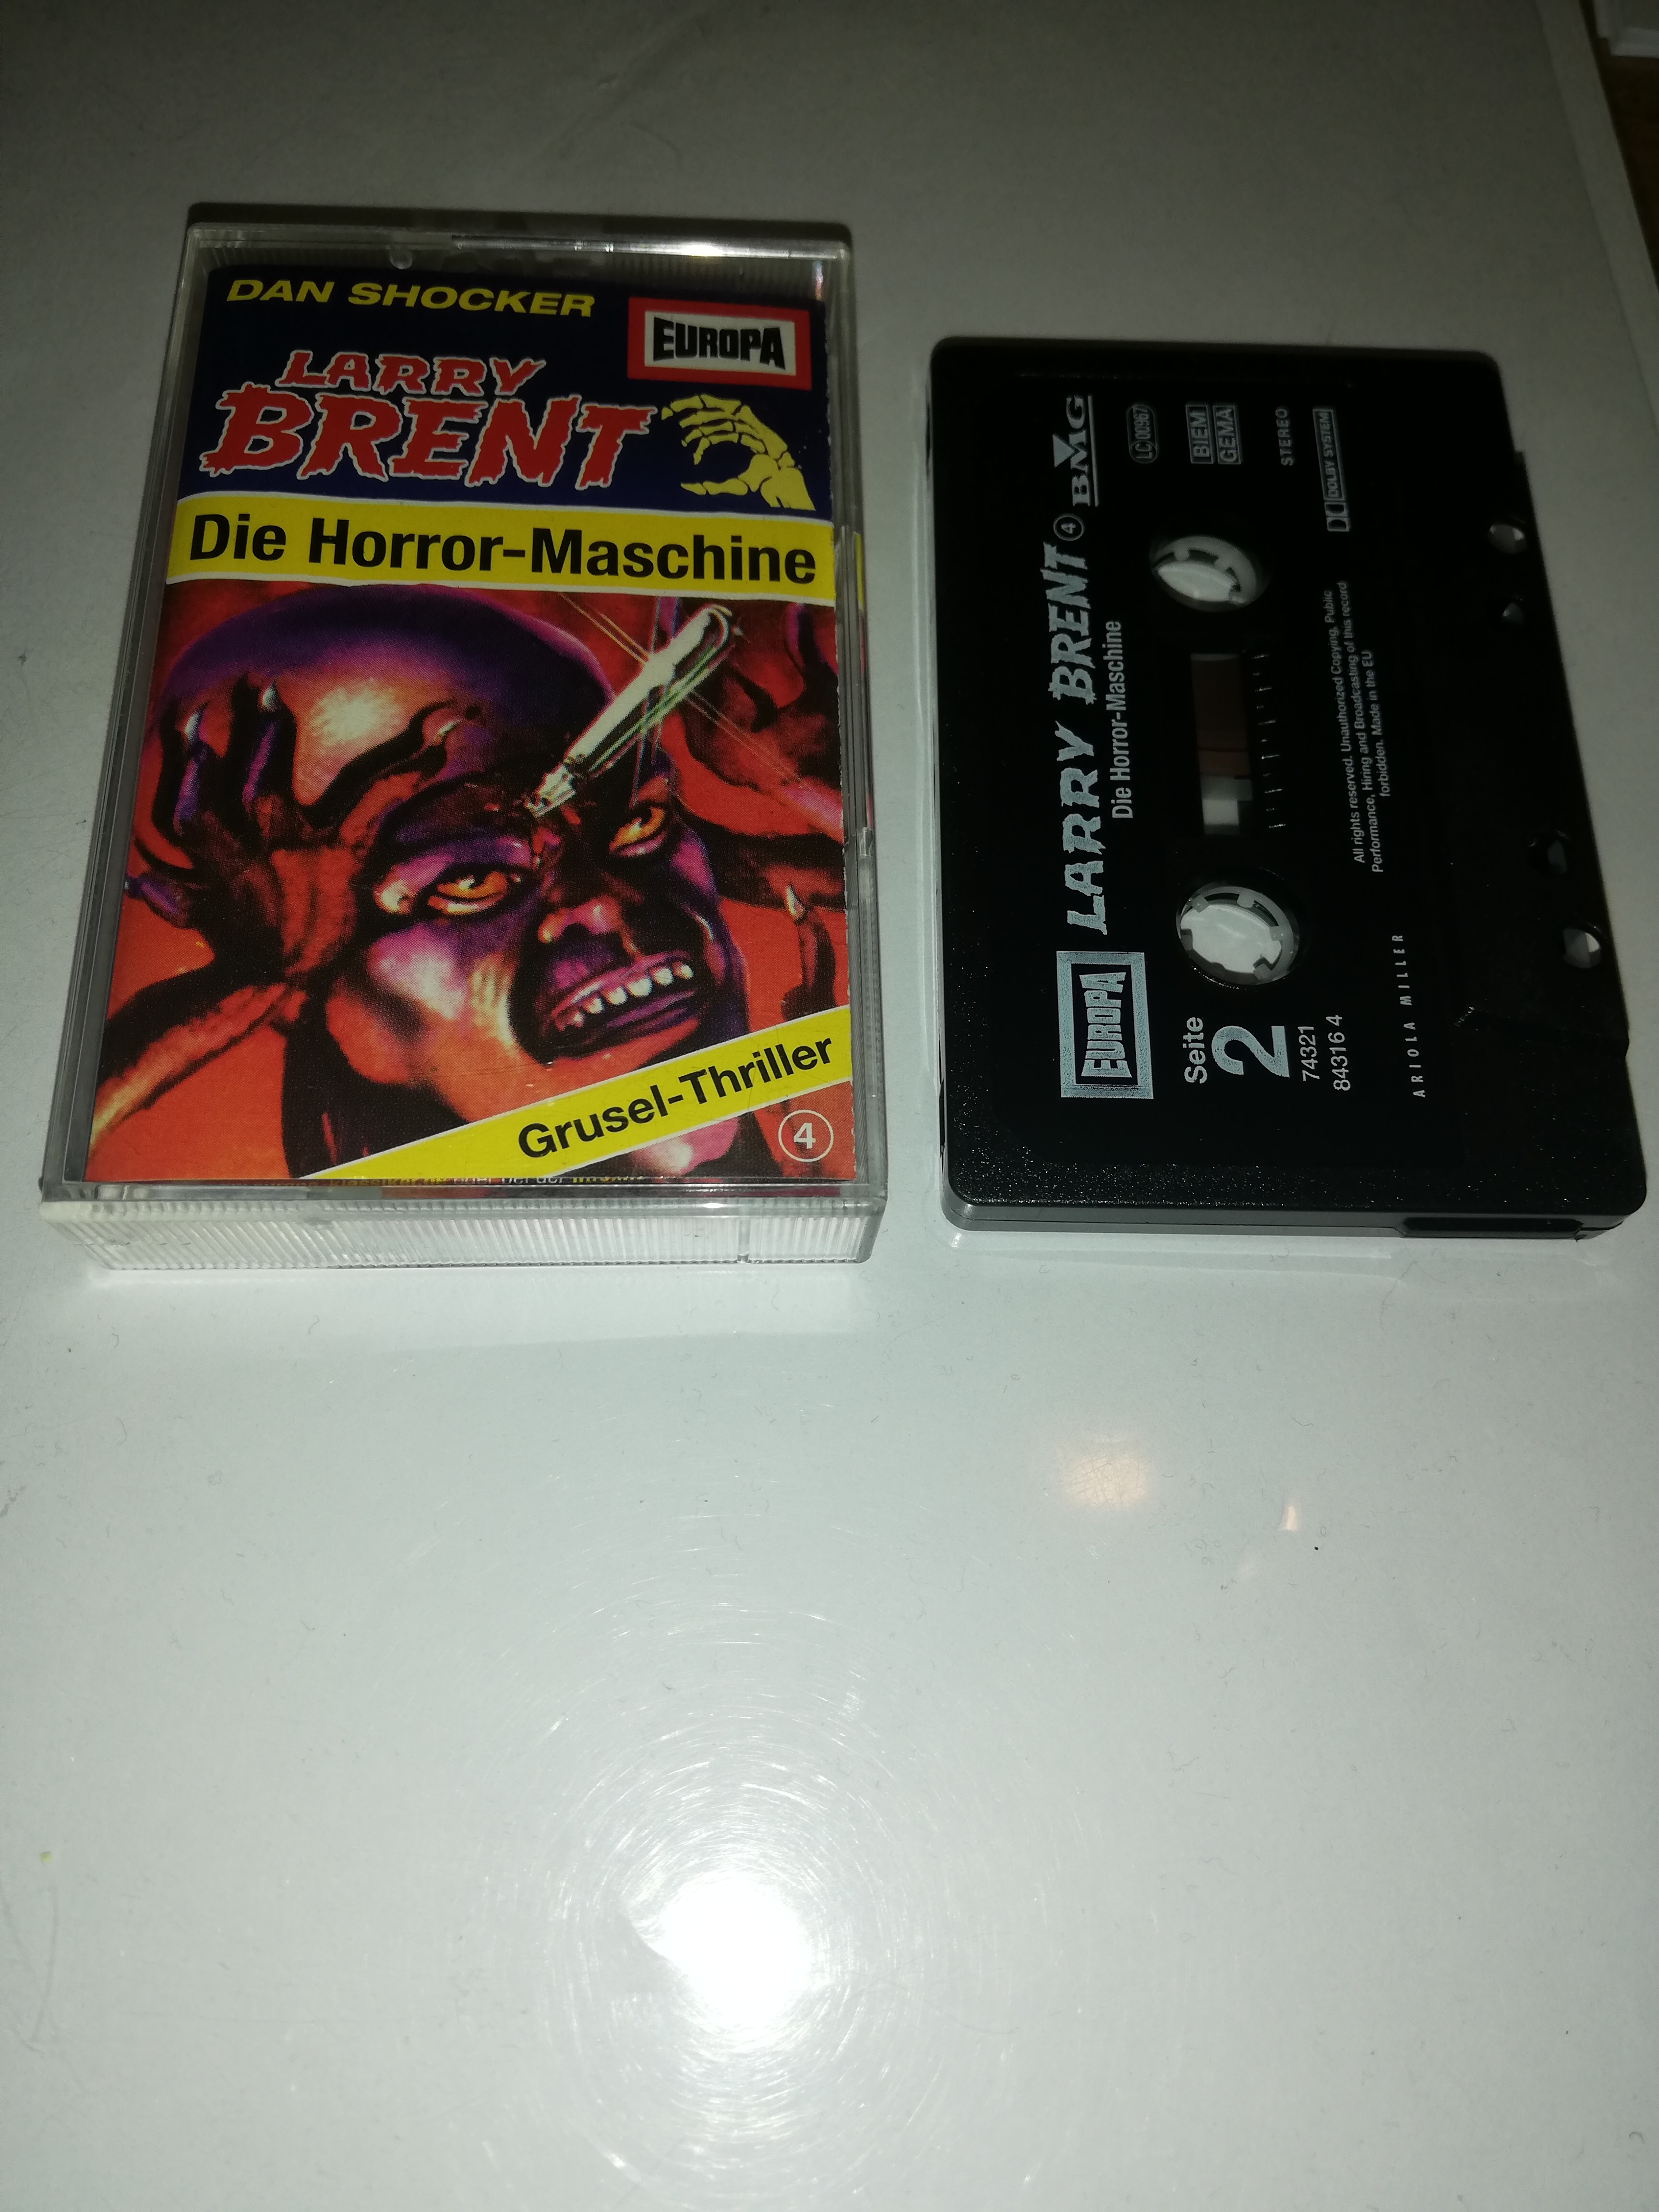 DAN SHOCKER
EUROPA
LARRY
BRENT
Die Horror-Maschine
Grusel-Thriller
4
EUROPA
LARRY BRENT 4
BMG
Die Horror-Maschine
LC 00967
BIEM
GEMA
STEREO
DOLBY SYSTEM
Seite
2
74321
84316 4
All rights reserved. Unauthorized Copying, Public
Performance, Hiring and Broadcasting of this record
forbidden. Made in the EU
ARIOLA MILLER